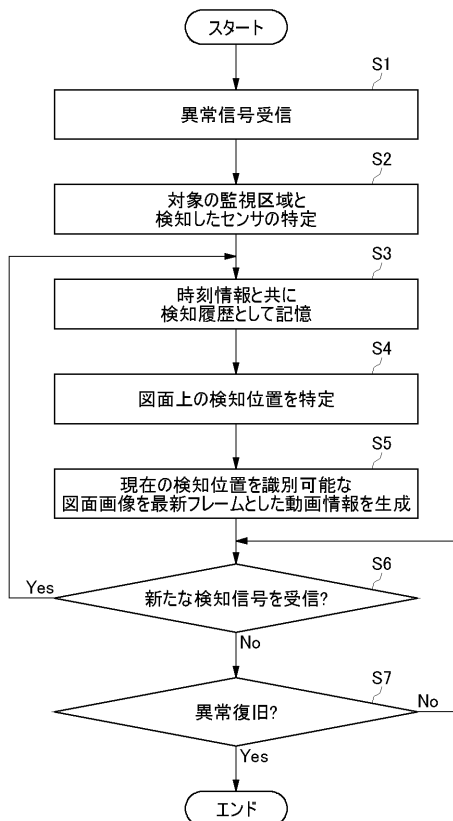 スタート
S1
異常信号受信
S2
対象の監視区域と
検知したセンサの特定
S3
時刻情報と共に
検知履歴として記憶
S4
図面上の検知位置を特定
S5
現在の検知位置を識別可能な
図面画像を最新フレームとした動画情報を生成
S6
Yes
新たな検知信号を受信?
No
S7
異常復旧?
No
Yes
エンド